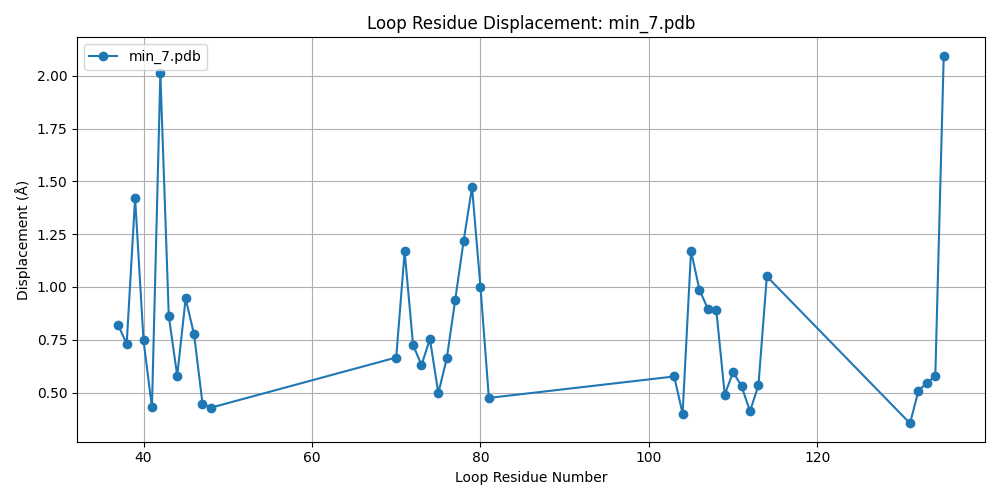 Loop Residue Displacement: min_7.pdb
min_7.pdb
Displacement (Å)
2.00
1.75
1.50
1.25
1.00
0.75
0.50
40 60 80 100 120
Loop Residue Number